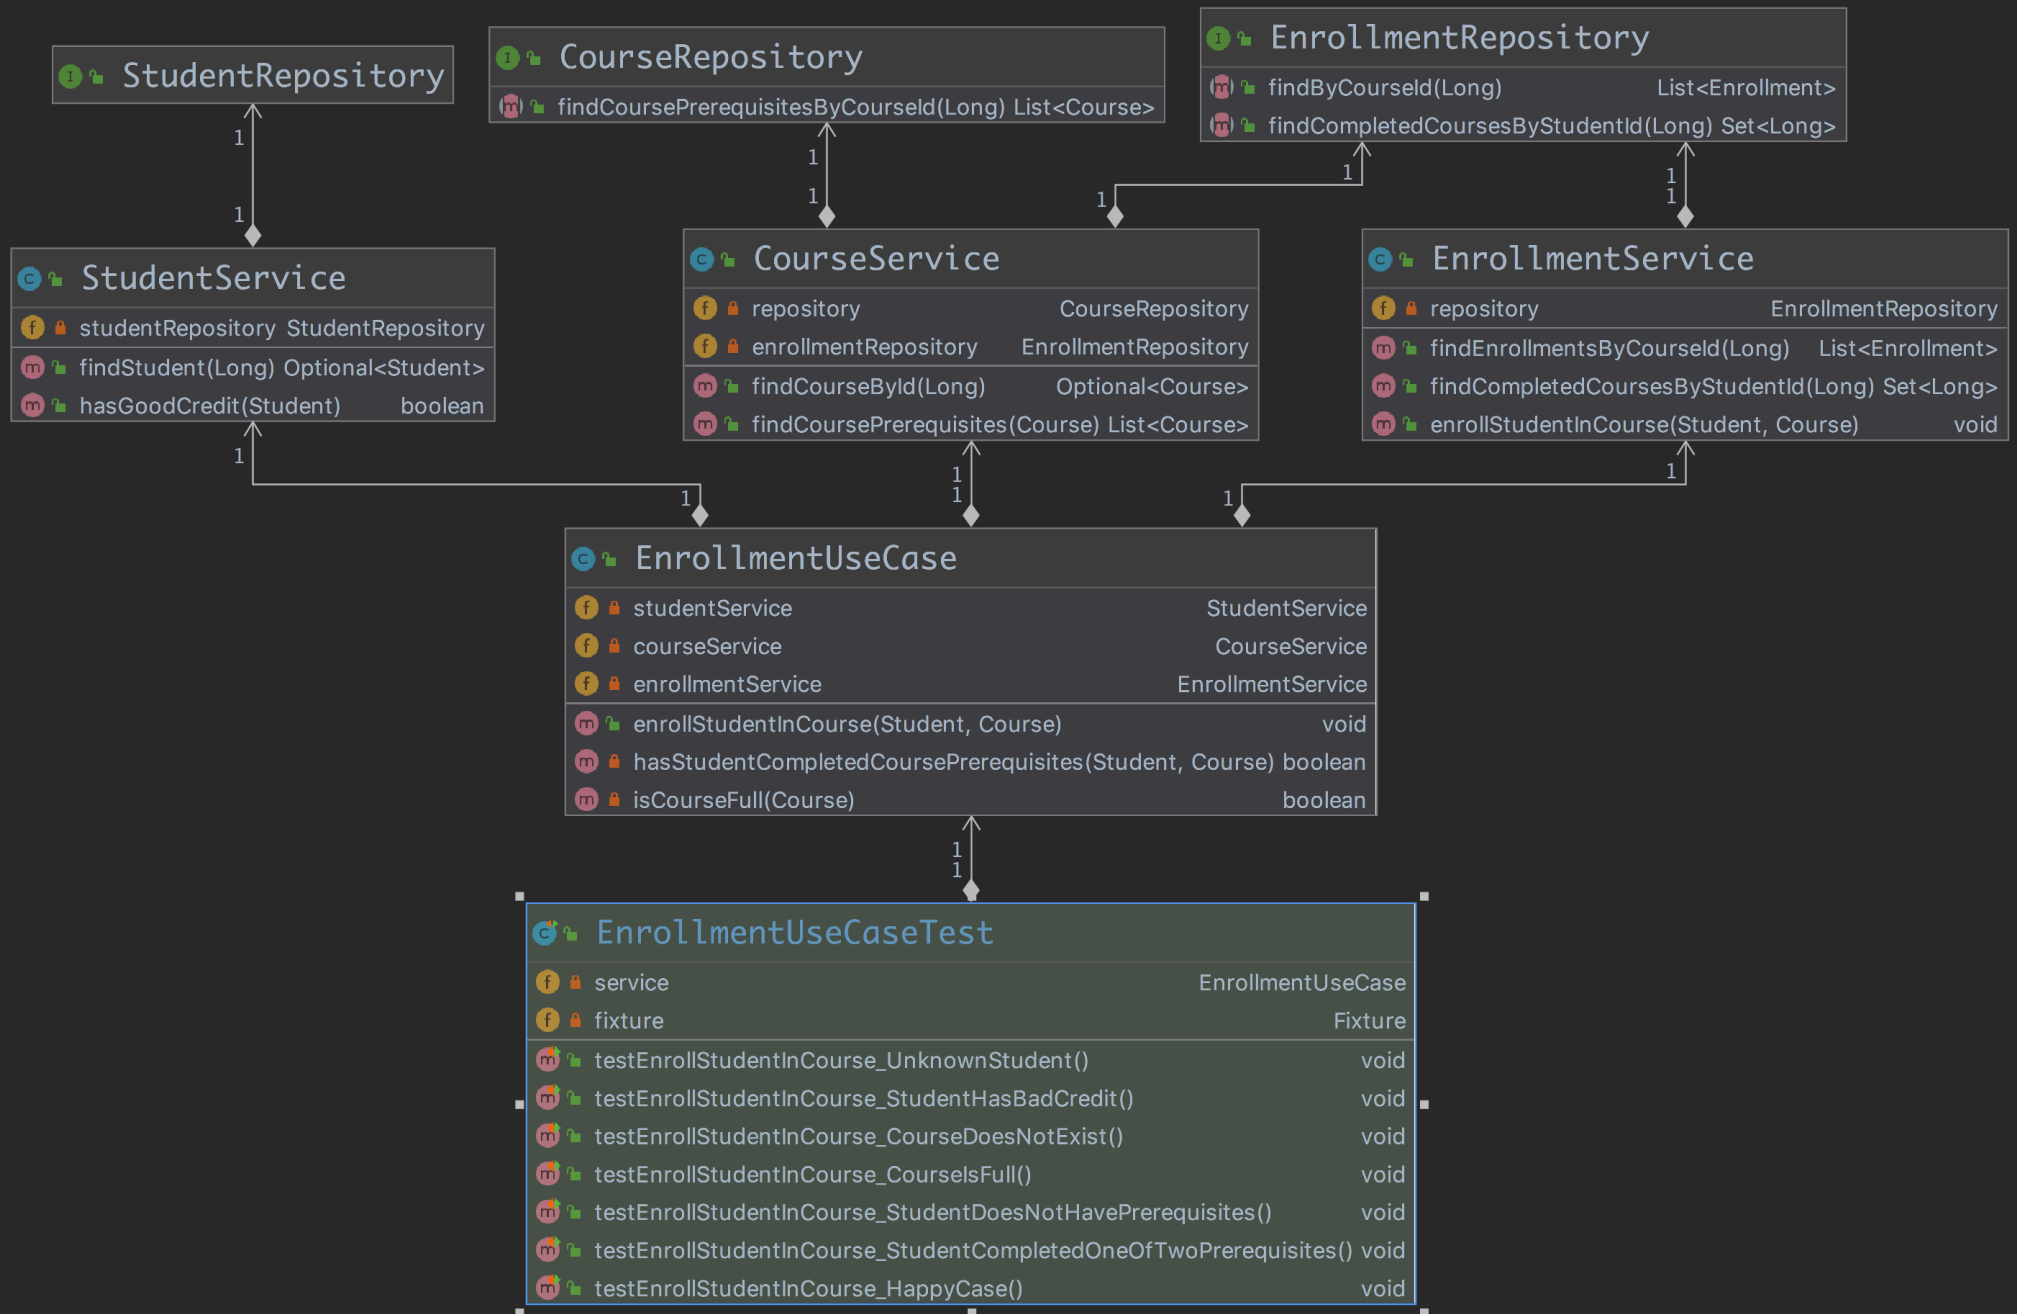 StudentRepository
CourseRepository
findCoursePrerequisitesByCourseId(Long) List<Course>
EnrollmentRepository
findByCourseId(Long) List<Enrollment>
findCompletedCoursesByStudentId(Long) Set<Long>
1
1
1
1
1
1
1
1
StudentService
studentRepository StudentRepository
findStudent(Long) Optional<Student>
hasGoodCredit(Student) boolean
CourseService
repository CourseRepository
enrollmentRepository EnrollmentRepository
findCourseById(Long) Optional<Course>
findCoursePrerequisites(Course) List<Course>
EnrollmentService
repository EnrollmentRepository
findEnrollmentsByCourseId(Long) List<Enrollment>
findCompletedCoursesByStudentId(Long) Set<Long>
enrollStudentInCourse(Student, Course) void
1
1
1
1
1
1
EnrollmentUseCase
studentService StudentService
courseService CourseService
enrollmentService EnrollmentService
enrollStudentInCourse(Student, Course) void
hasStudentCompletedCoursePrerequisites(Student, Course) boolean
isCourseFull(Course) boolean
1
1
EnrollmentUseCaseTest
service EnrollmentUseCase
fixture Fixture
testEnrollStudentInCourse_UnknownStudent() void
testEnrollStudentInCourse_StudentHasBadCredit() void
testEnrollStudentInCourse_CourseDoesNotExist() void
testEnrollStudentInCourse_CourseIsFull() void
testEnrollStudentInCourse_StudentDoesNotHavePrerequisites() void
testEnrollStudentInCourse_StudentCompletedOneOfTwoPrerequisites() void
testEnrollStudentInCourse_HappyCase() void